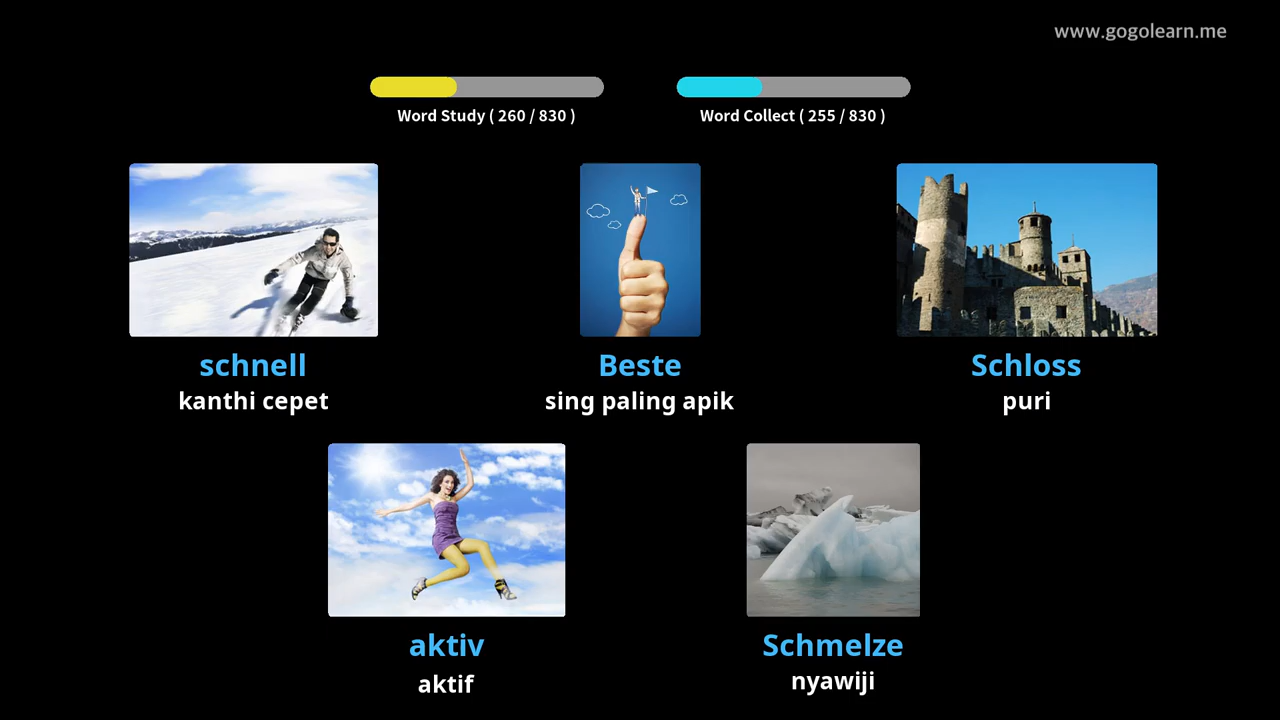 www.gogolearn.me
Word Study ( 260 / 830 )
Word Collect ( 255 / 830 )
schnell
kanthi cepet
Beste
sing paling apik
Schloss
puri
aktiv
aktif
Schmelze
nyawiji